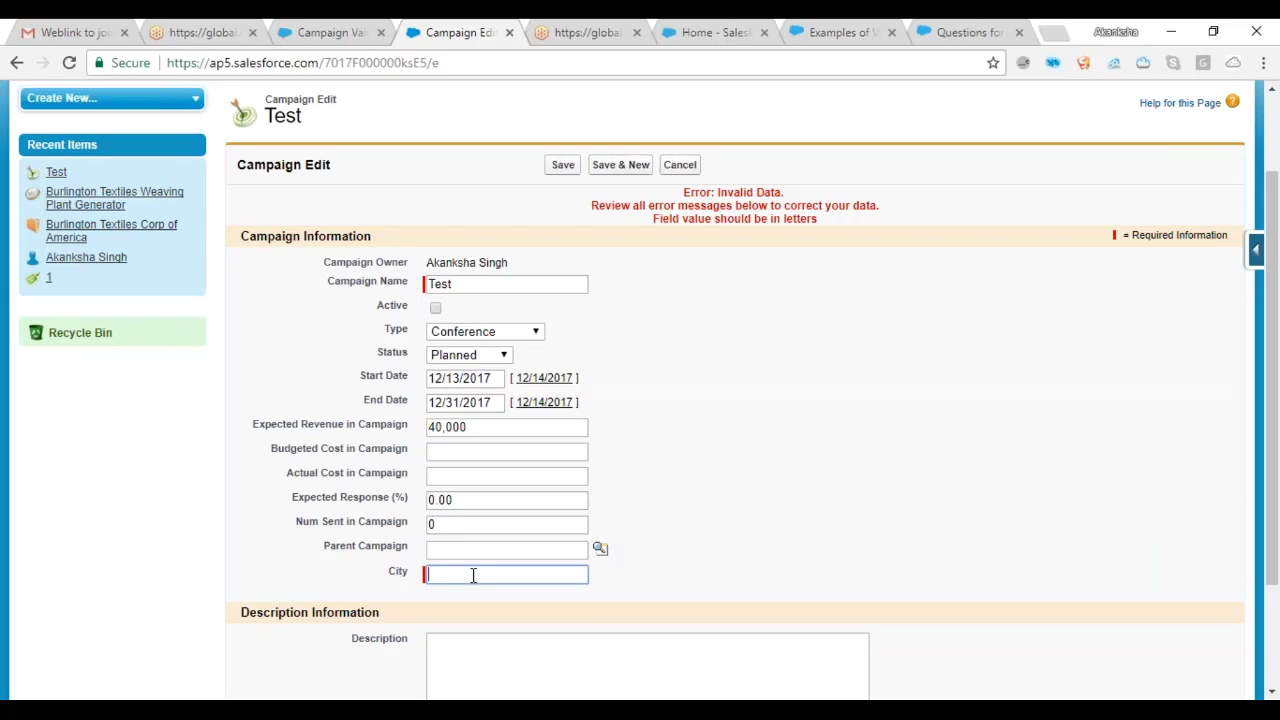 Weblink to jo
https://global
Campaign Val
Campaign Edi
https://global
Home - Sales
Examples of V
Questions for
Akanksha
Secure
https://ap5.salesforce.com/7017F000000ksE5/e
Create New...
Recent Items
Test
Burlington Textiles Weaving
Plant Generator
Burlington Textiles Corp of
America
Akanksha Singh
1
Recycle Bin
Campaign Edit
Test
Help for this Page
Campaign Edit
Save
Save & New
Cancel
Error: Invalid Data.
Review all error messages below to correct your data.
Field value should be in letters
Campaign Information
= Required Information
Campaign Owner Akanksha Singh
Campaign Name Test
Active
Type Conference
Status Planned
Start Date 12/13/2017 [ 12/14/2017 ]
End Date 12/31/2017 [ 12/14/2017 ]
Expected Revenue in Campaign 40,000
Budgeted Cost in Campaign
Actual Cost in Campaign
Expected Response (%) 0.00
Num Sent in Campaign 0
Parent Campaign
City
Description Information
Description